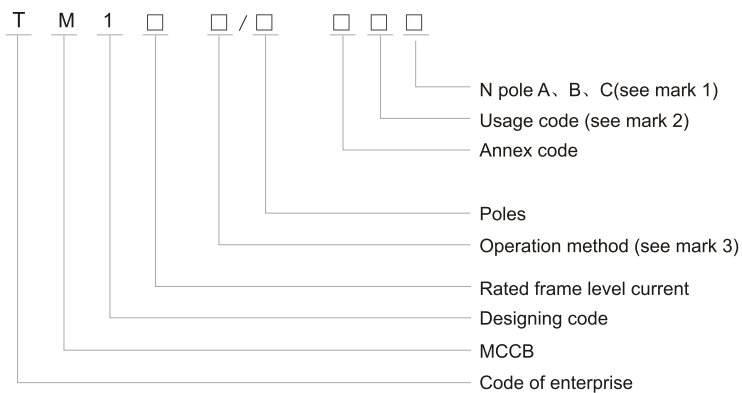 T M 1 □ □ / □ □ □ □
N pole A、B、C(see mark 1)
Usage code (see mark 2)
Annex code
Poles
Operation method (see mark 3)
Rated frame level current
Designing code
MCCB
Code of enterprise